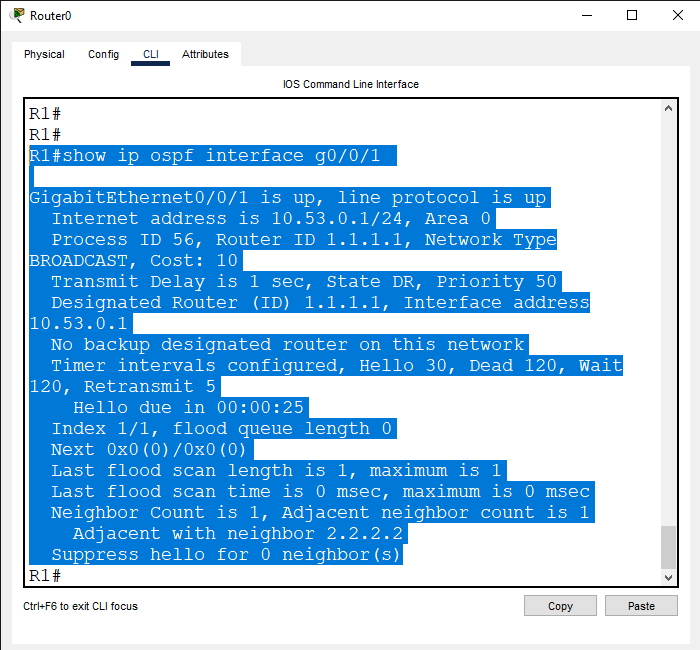 Router0
Physical Config CLI Attributes
IOS Command Line Interface
R1#
R1#
R1#show ip ospf interface g0/0/1
GigabitEthernet0/0/1 is up, line protocol is up
Internet address is 10.53.0.1/24, Area 0
Process ID 56, Router ID 1.1.1.1, Network Type
BROADCAST, Cost: 10
Transmit Delay is 1 sec, State DR, Priority 50
Designated Router (ID) 1.1.1.1, Interface address
10.53.0.1
No backup designated router on this network
Timer intervals configured, Hello 30, Dead 120, Wait
120, Retransmit 5
Hello due in 00:00:25
Index 1/1, flood queue length 0
Next 0x0(0)/0x0(0)
Last flood scan length is 1, maximum is 1
Last flood scan time is 0 msec, maximum is 0 msec
Neighbor Count is 1, Adjacent neighbor count is 1
Adjacent with neighbor 2.2.2.2
Suppress hello for 0 neighbor(s)
R1#
Ctrl+F6 to exit CLI focus
Copy Paste